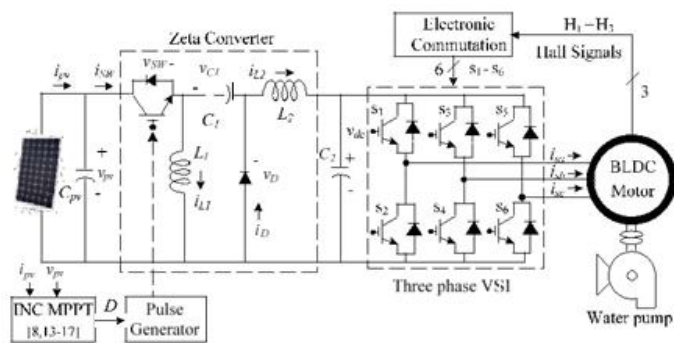 Zeta Converter
Electronic
Commutation
H1-H3
Hall Signals
6
s1 - s6
3
ipv
iSW
vSW -
vC1
C1
iL2
L2
+
vpv
-
Cpv
L1
iL1
-
vD
iD
C2
+
-
vdc
s1
s5
s5
s2
s4
s6
isa
isb
isc
BLDC
Motor
Three phase VSI
Water pump
ipv
vpv
INC MPPT
[8,13-17]
D
Pulse
Generator